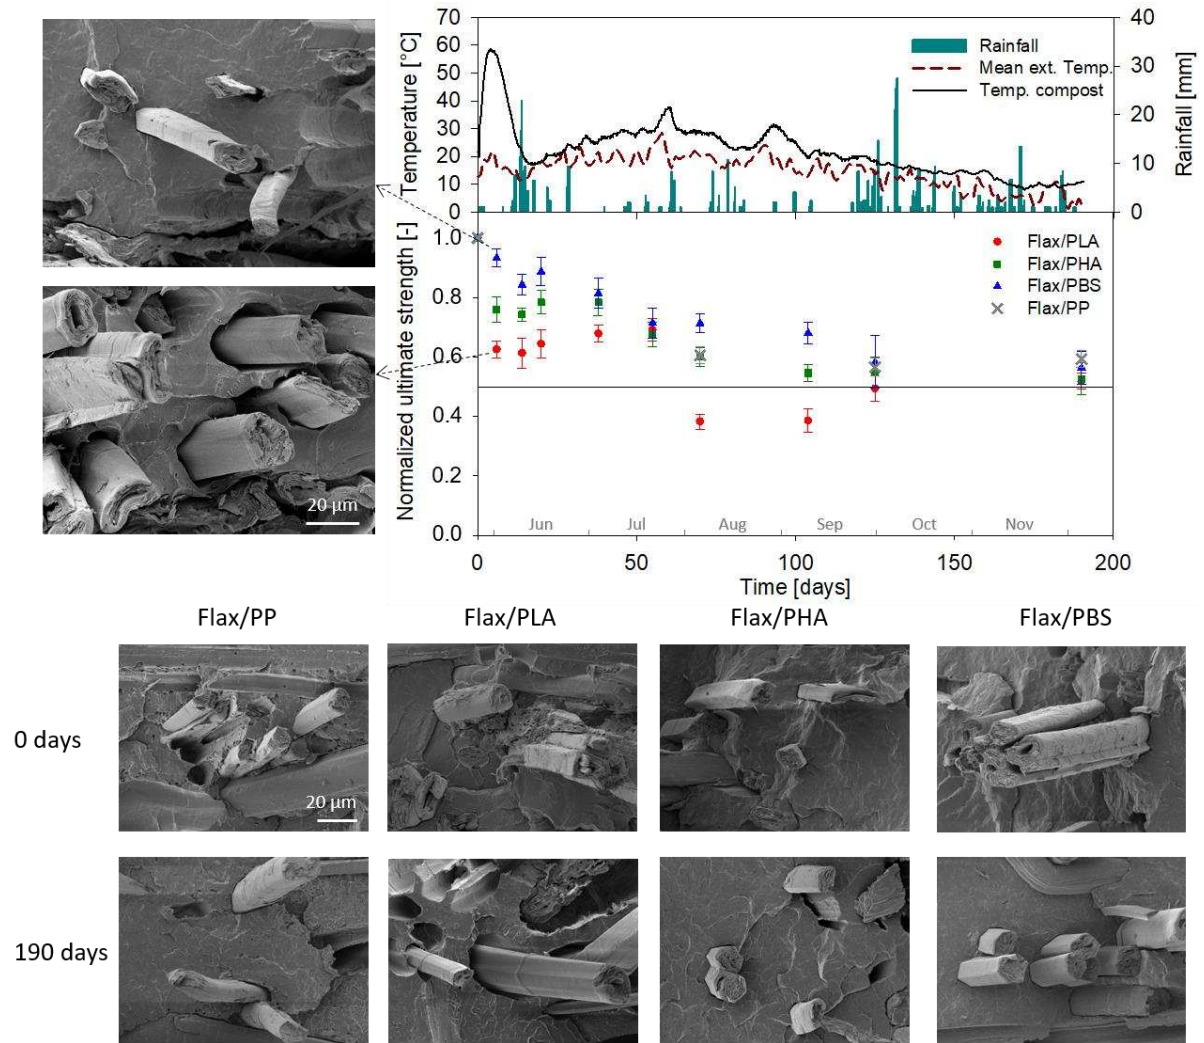 70
60
50
40
30
20
10
0
Temperature [°C]
Rainfall
Mean ext. Temp.
Temp. compost
40
30
20
10
0
Rainfall [mm]
1.0
0.8
0.6
0.4
0.2
0.0
Normalized ultimate strength [-]
Flax/PLA
Flax/PHA
Flax/PBS
Flax/PP
20 µm
Jun Jul Aug Sep Oct Nov
0 50 100 150 200
Time [days]
Flax/PP Flax/PLA Flax/PHA Flax/PBS
0 days
20 µm
190 days